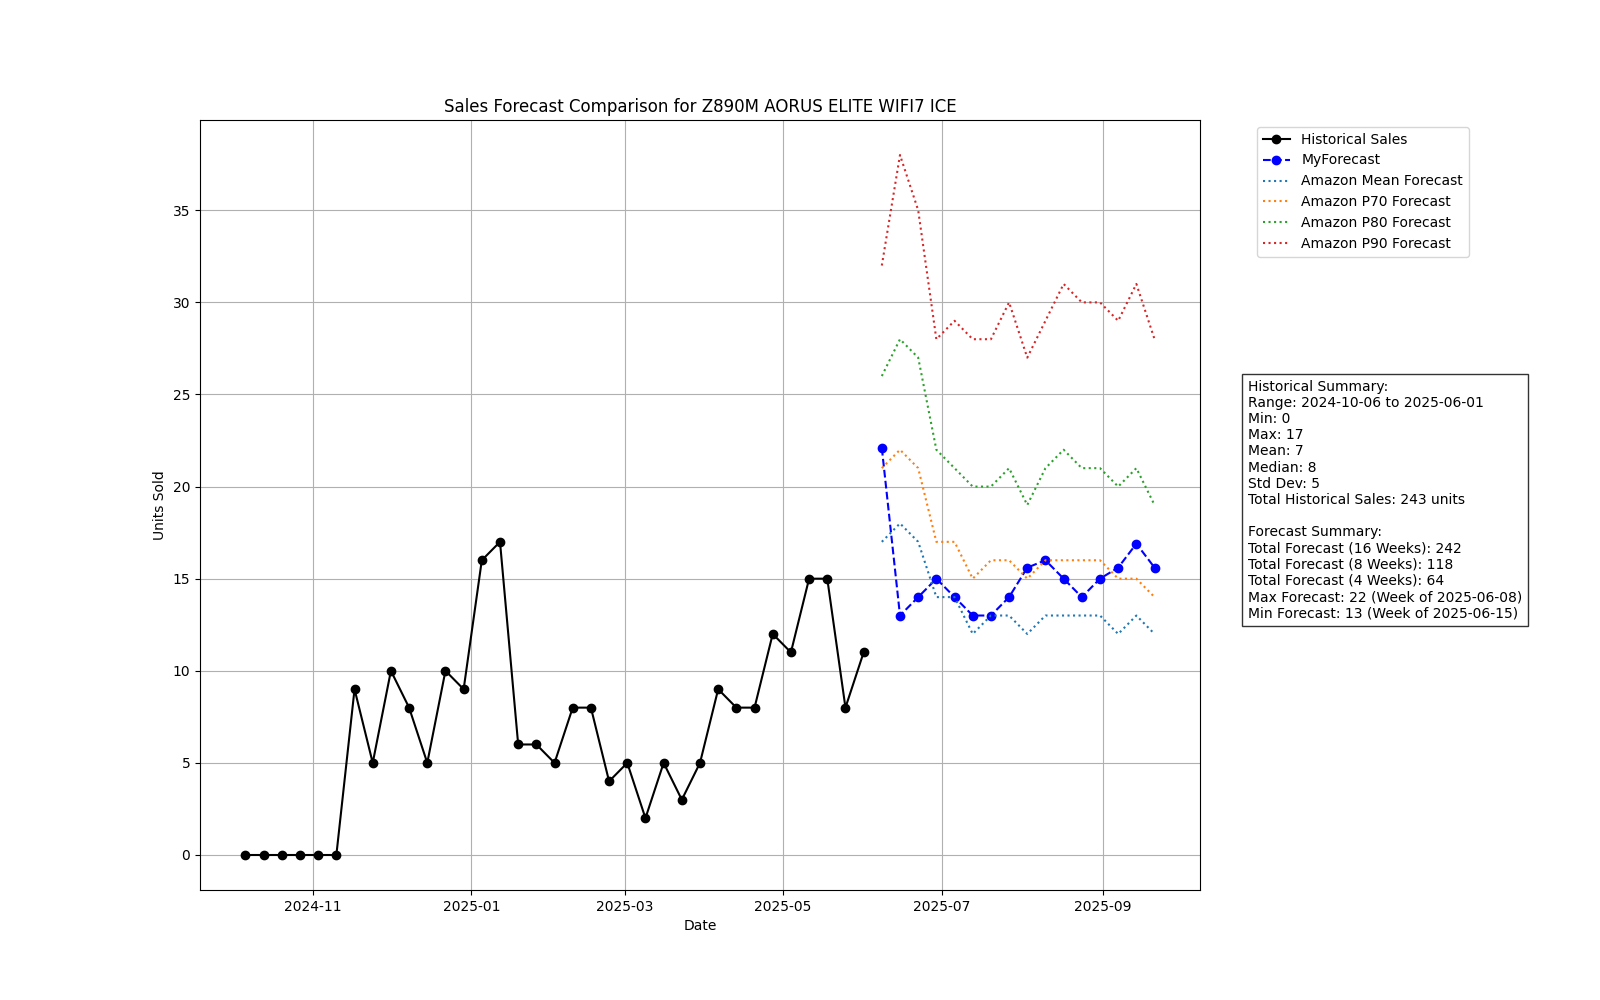 Sales Forecast Comparison for Z890M AORUS ELITE WIFI7 ICE
Historical Sales
MyForecast
Amazon Mean Forecast
Amazon P70 Forecast
Amazon P80 Forecast
Amazon P90 Forecast
35
30
25
20
15
10
5
0
Units Sold
2024-11
2025-01
2025-03
2025-05
2025-07
2025-09
Date
Historical Summary:
Range: 2024-10-06 to 2025-06-01
Min: 0
Max: 17
Mean: 7
Median: 8
Std Dev: 5
Total Historical Sales: 243 units
Forecast Summary:
Total Forecast (16 Weeks): 242
Total Forecast (8 Weeks): 118
Total Forecast (4 Weeks): 64
Max Forecast: 22 (Week of 2025-06-08)
Min Forecast: 13 (Week of 2025-06-15)